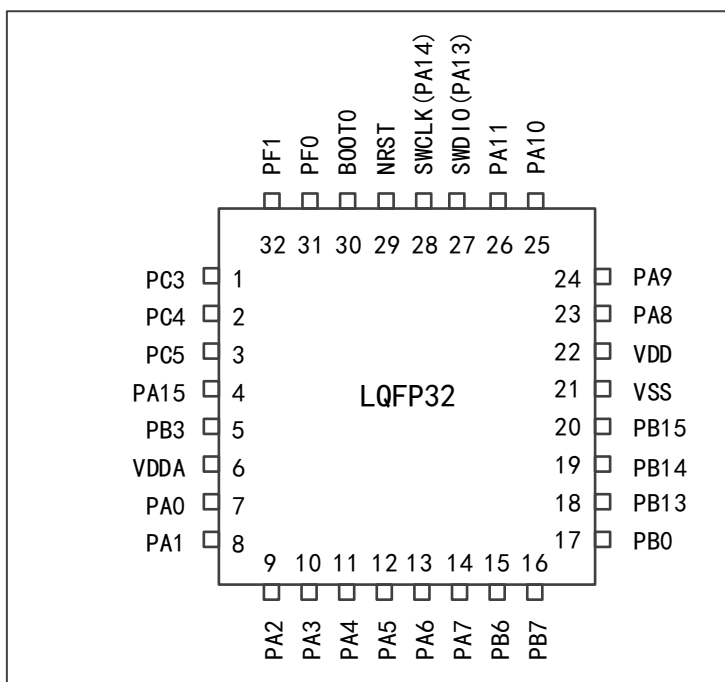 PF1
PF0
BOOT0
NRST
SWCLK(PA14)
SWDIO(PA13)
PA11
PA10
32 31 30 29 28 27 26 25
PC3 1 24 PA9
PC4 2 23 PA8
PC5 3 22 VDD
PA15 4 21 VSS
LQFP32
PB3 5 20 PB15
VDDA 6 19 PB14
PA0 7 18 PB13
PA1 8 17 PB0
9 10 11 12 13 14 15 16
PA2
PA3
PA4
PA5
PA6
PA7
PB6
PB7